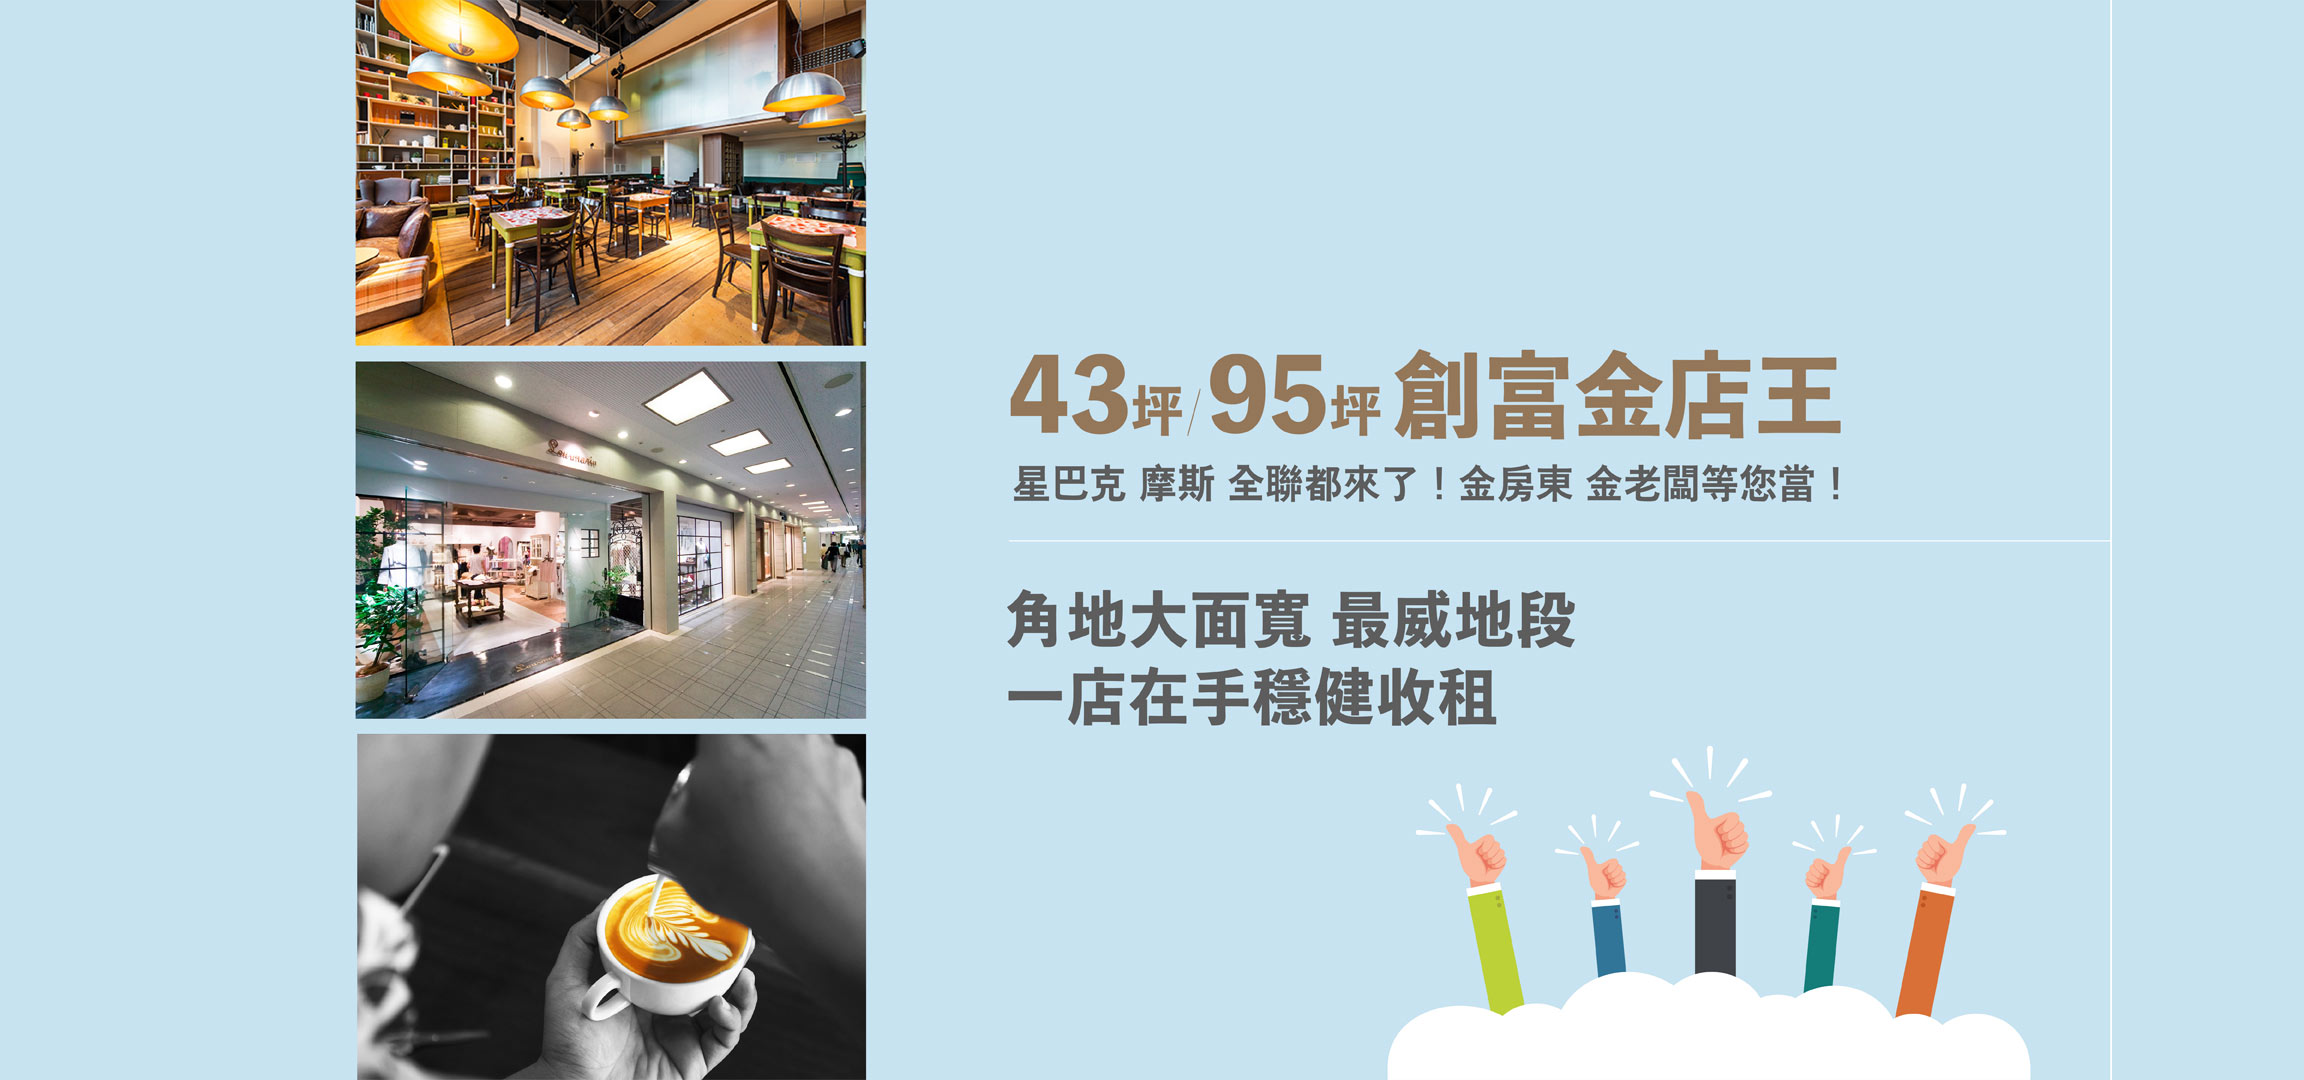 43坪/95坪 創富金店王
星巴克 摩斯 全聯都來了！金房東 金老闆等您當！
角地大面寬 最威地段
一店在手穩健收租